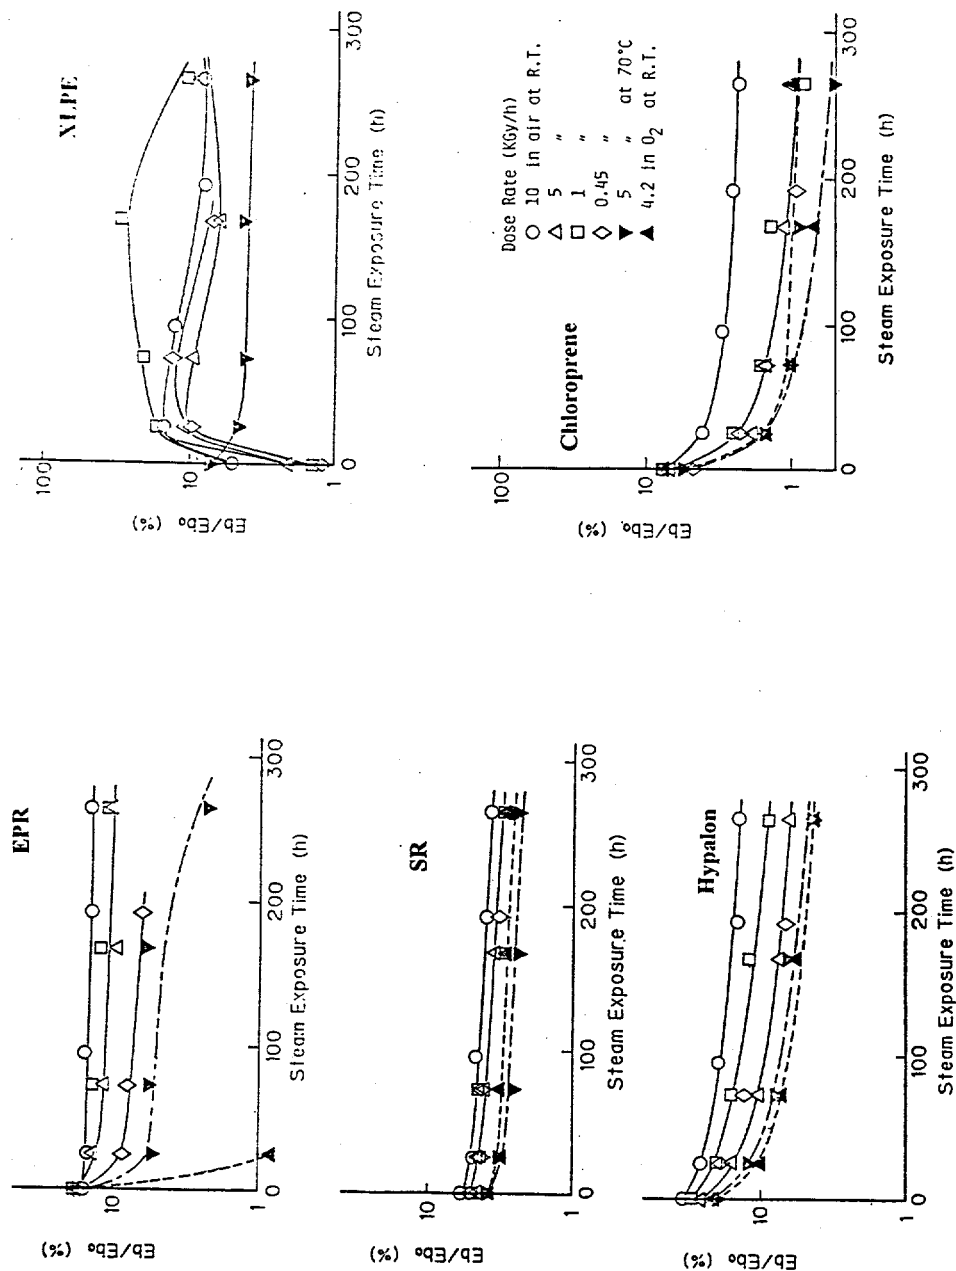 EPR
Eb/Eb₀ (%)
10
1
0
100
200
300
Steam Exposure Time (h)
XLPE
Eb/Eb₀ (%)
100
10
1
0
100
200
300
Steam Exposure Time (h)
SR
Eb/Eb₀ (%)
10
1
0
100
200
300
Steam Exposure Time (h)
Chloroprene
Eb/Eb₀ (%)
100
10
1
0
100
200
300
Steam Exposure Time (h)
Dose Rate (KGy/h)
○ 10 in air at R.T.
△ 5 "
□ 1 "
◇ 0.45 "
▼ 5 " at 70°C
▲ 4.2 in O₂ at R.T.
Hypalon
Eb/Eb₀ (%)
10
1
0
100
200
300
Steam Exposure Time (h)